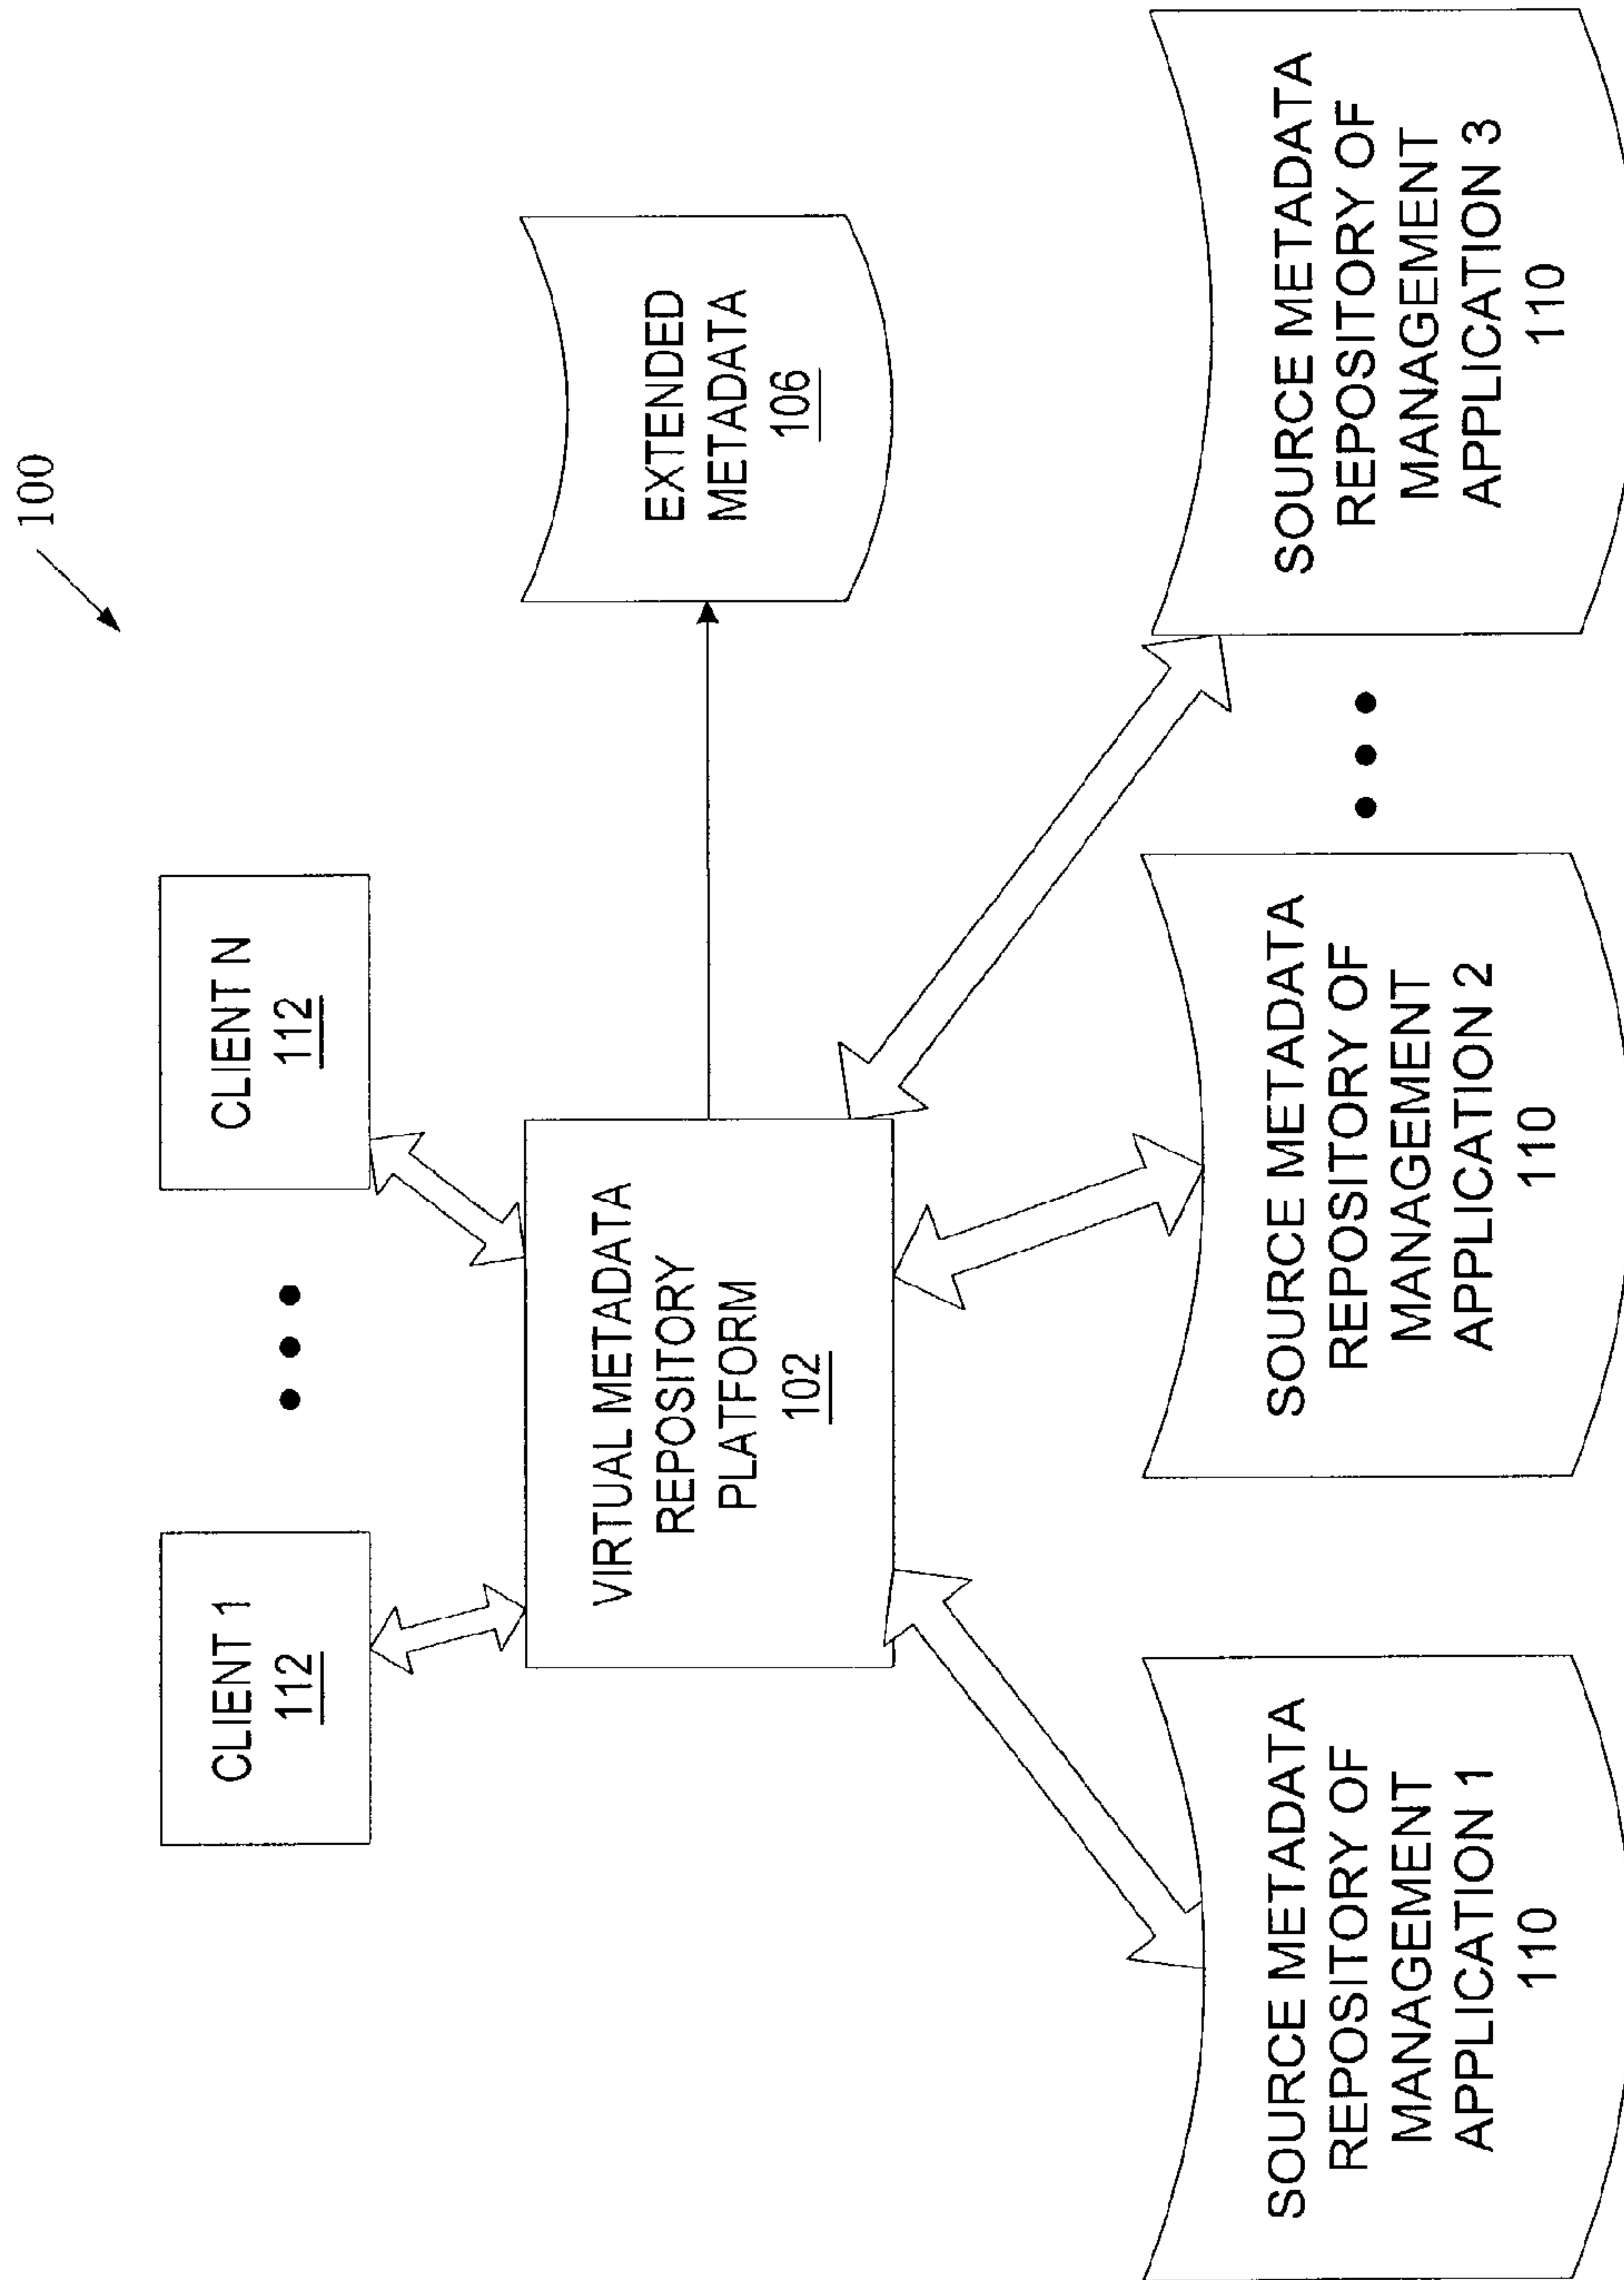 100
CLIENT 1
112
CLIENT N
112
VIRTUAL METADATA
REPOSITORY
PLATFORM
102
EXTENDED
METADATA
106
SOURCE METADATA
REPOSITORY OF
MANAGEMENT
APPLICATION 1
110
SOURCE METADATA
REPOSITORY OF
MANAGEMENT
APPLICATION 2
110
SOURCE METADATA
REPOSITORY OF
MANAGEMENT
APPLICATION 3
110